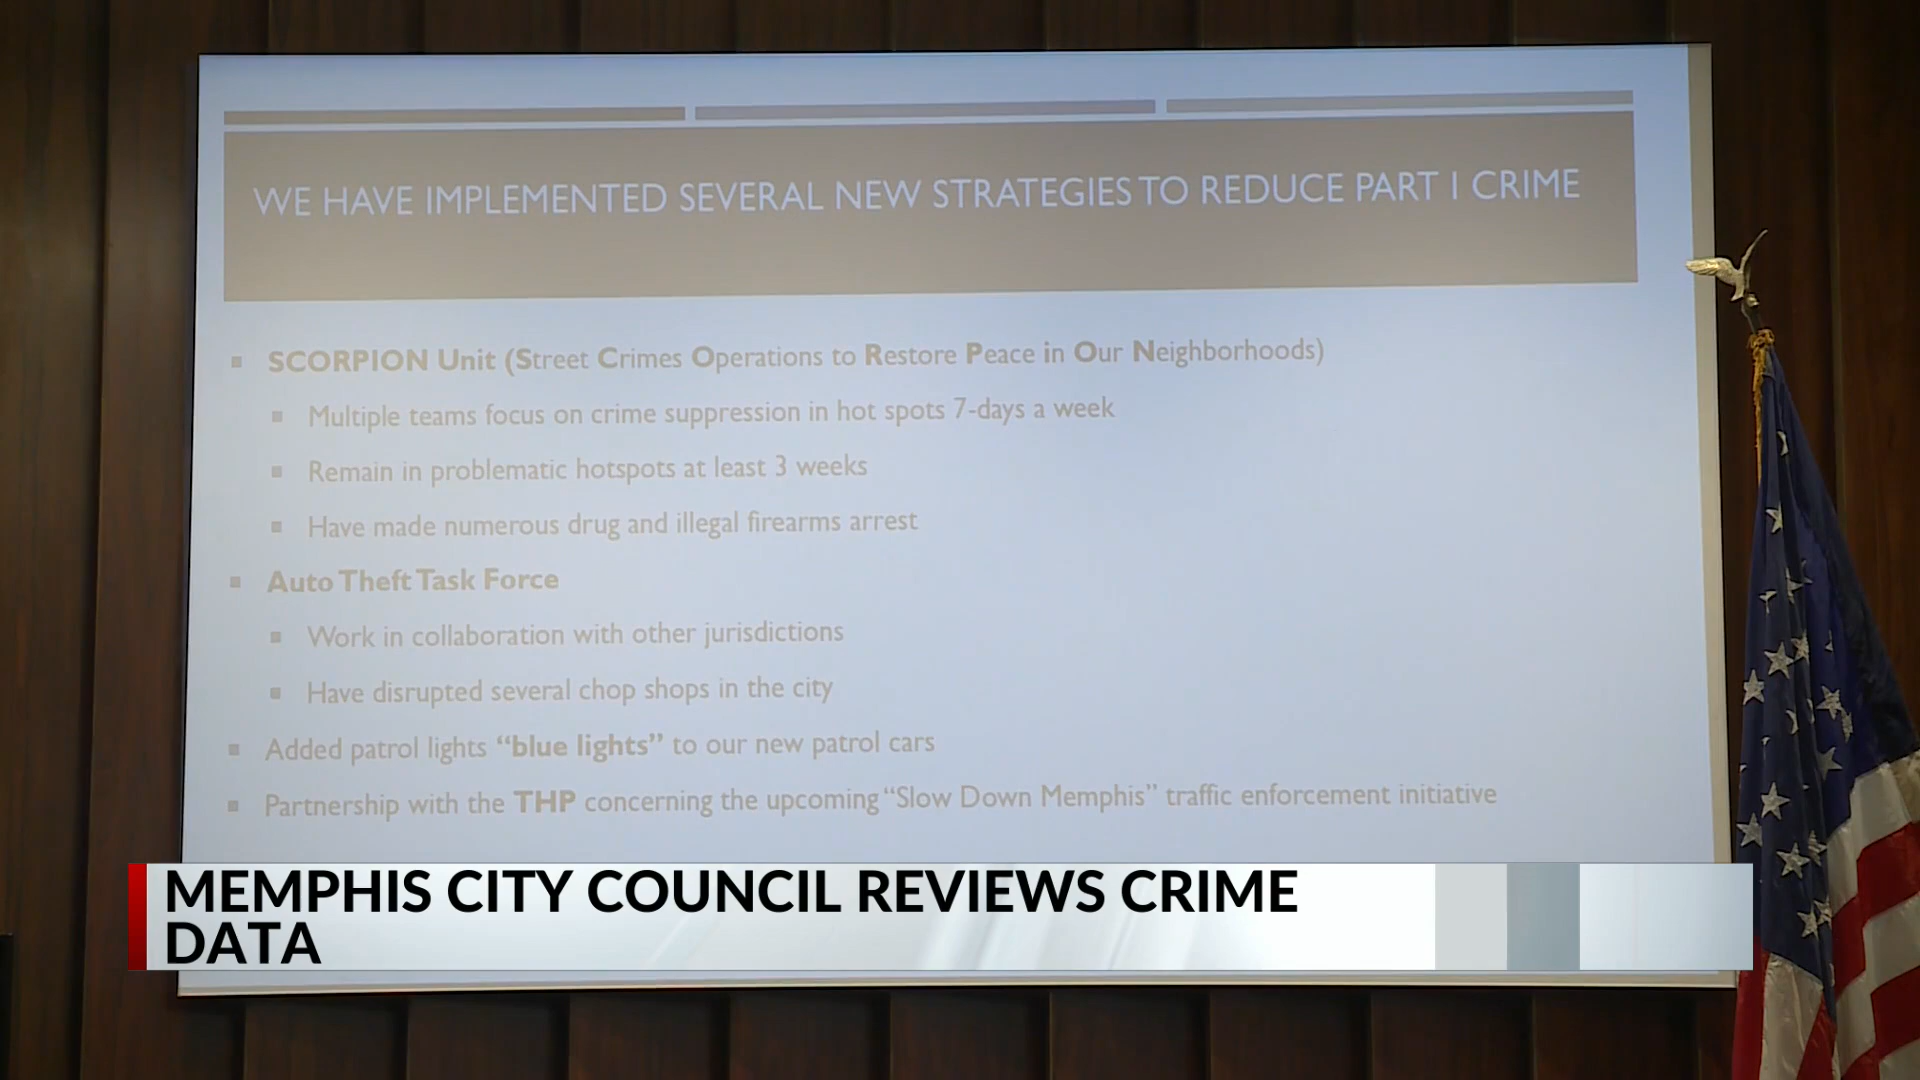 WE HAVE IMPLEMENTED SEVERAL NEW STRATEGIES TO REDUCE PART I CRIME
SCORPION Unit (Street Crimes Operations to Restore Peace in Our Neighborhoods)
Multiple teams focus on crime suppression in hot spots 7-days a week
Remain in problematic hotspots at least 3 weeks
Have made numerous drug and illegal firearms arrest
Auto Theft Task Force
Work in collaboration with other jurisdictions
Have disrupted several chop shops in the city
Added patrol lights “blue lights” to our new patrol cars
Partnership with the THP concerning the upcoming “Slow Down Memphis” traffic enforcement initiative
MEMPHIS CITY COUNCIL REVIEWS CRIME
DATA